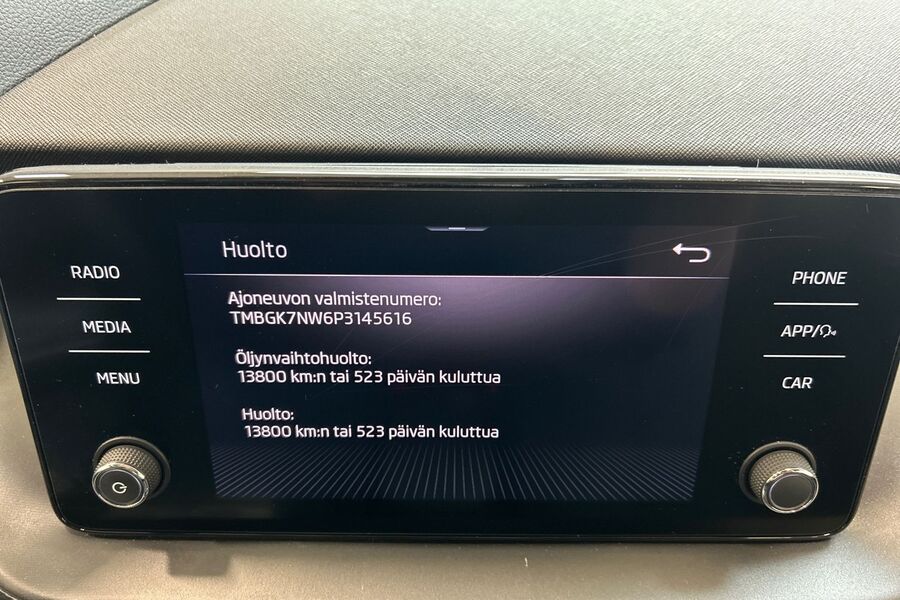 Huolto
RADIO
MEDIA
MENU
Ajoneuvon valmistenumero:
TMBGK7NW6P3145616
Öljynvaihtohuolto:
13800 km:n tai 523 päivän kuluttua
Huolto:
13800 km:n tai 523 päivän kuluttua
PHONE
APP/
CAR